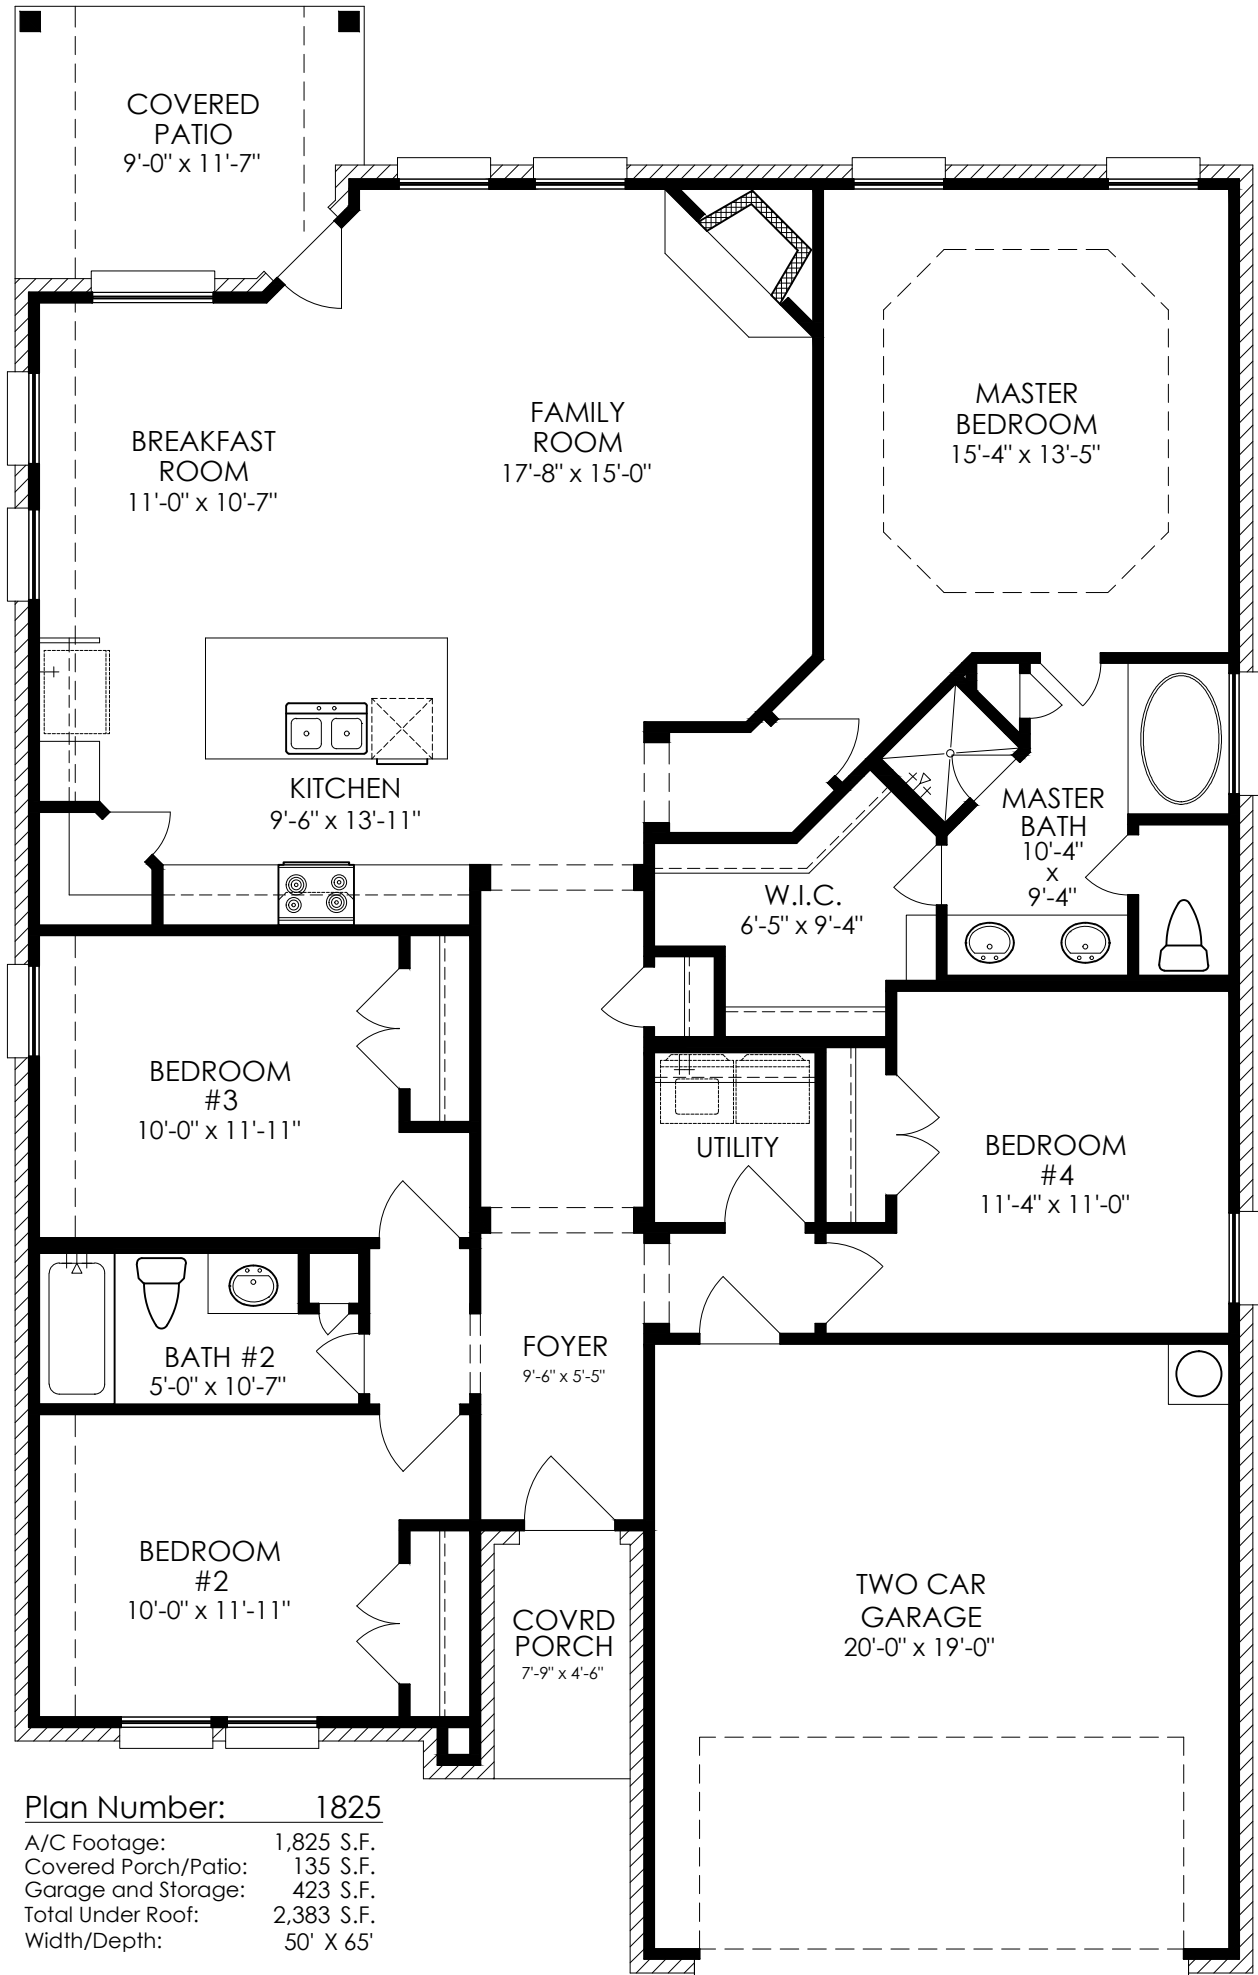 COVERED
PATIO
9'-0" x 11'-7"
BREAKFAST
ROOM
11'-0" x 10'-7"
FAMILY
ROOM
17'-8" x 15'-0"
MASTER
BEDROOM
15'-4" x 13'-5"
KITCHEN
9'-6" x 13'-11"
MASTER
BATH
10'-4"
x
9'-4"
W.I.C.
6'-5" x 9'-4"
BEDROOM
#3
10'-0" x 11'-11"
UTILITY
BEDROOM
#4
11'-4" x 11'-0"
BATH #2
5'-0" x 10'-7"
FOYER
9'-6" x 5'-5"
BEDROOM
#2
10'-0" x 11'-11"
COVRD
PORCH
7'-9" x 4'-6"
TWO CAR
GARAGE
20'-0" x 19'-0"
Plan Number: 1825
A/C Footage: 1,825 S.F.
Covered Porch/Patio: 135 S.F.
Garage and Storage: 423 S.F.
Total Under Roof: 2,383 S.F.
Width/Depth: 50' X 65'